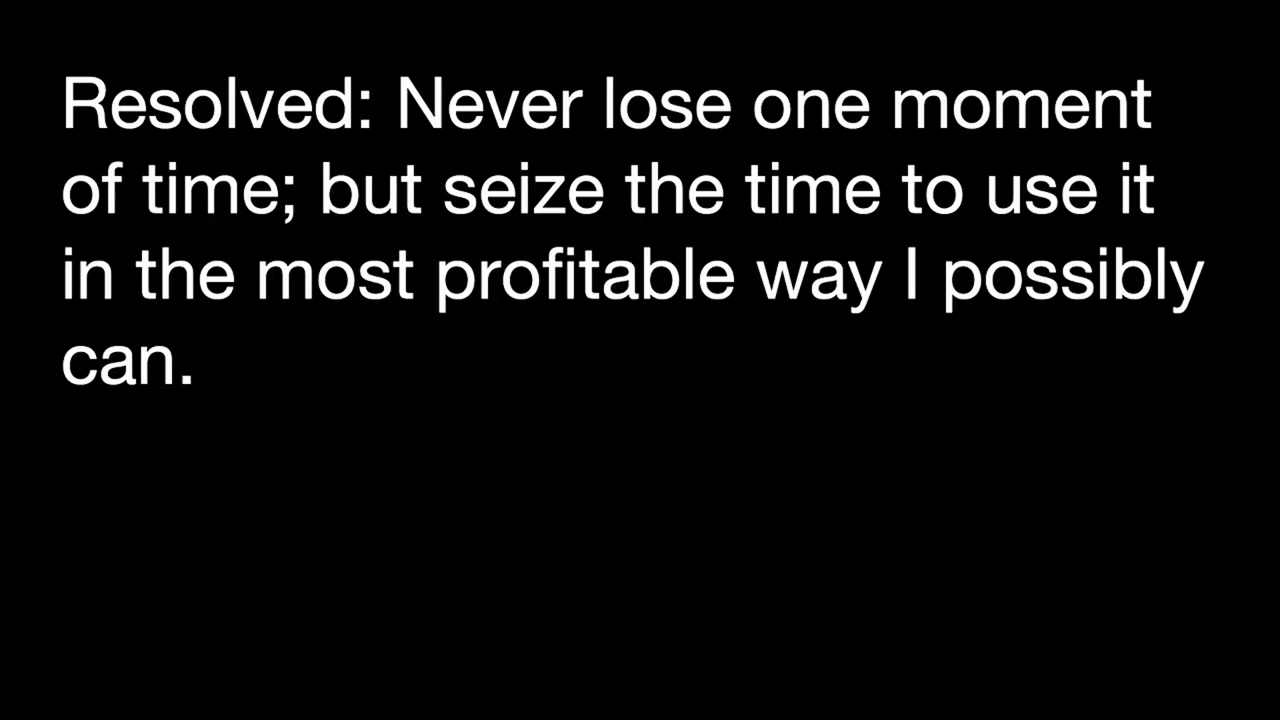 Resolved: Never lose one moment
of time; but seize the time to use it
in the most profitable way I possibly
can.